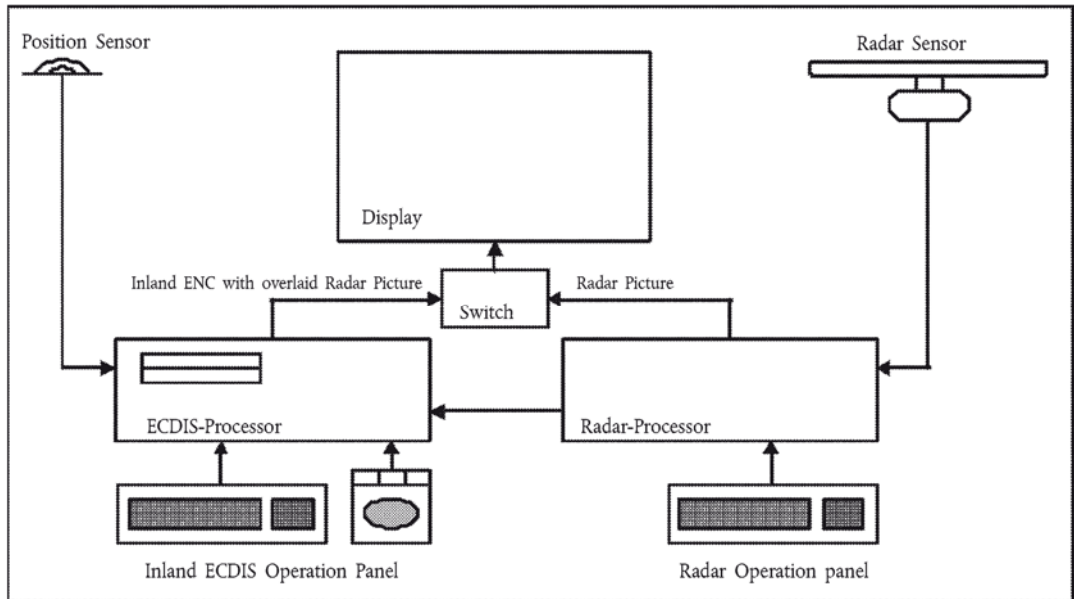 Position Sensor
Radar Sensor
Display
Inland ENC with overlaid Radar Picture
Radar Picture
Switch
ECDIS-Processor
Radar-Processor
Inland ECDIS Operation Panel
Radar Operation panel